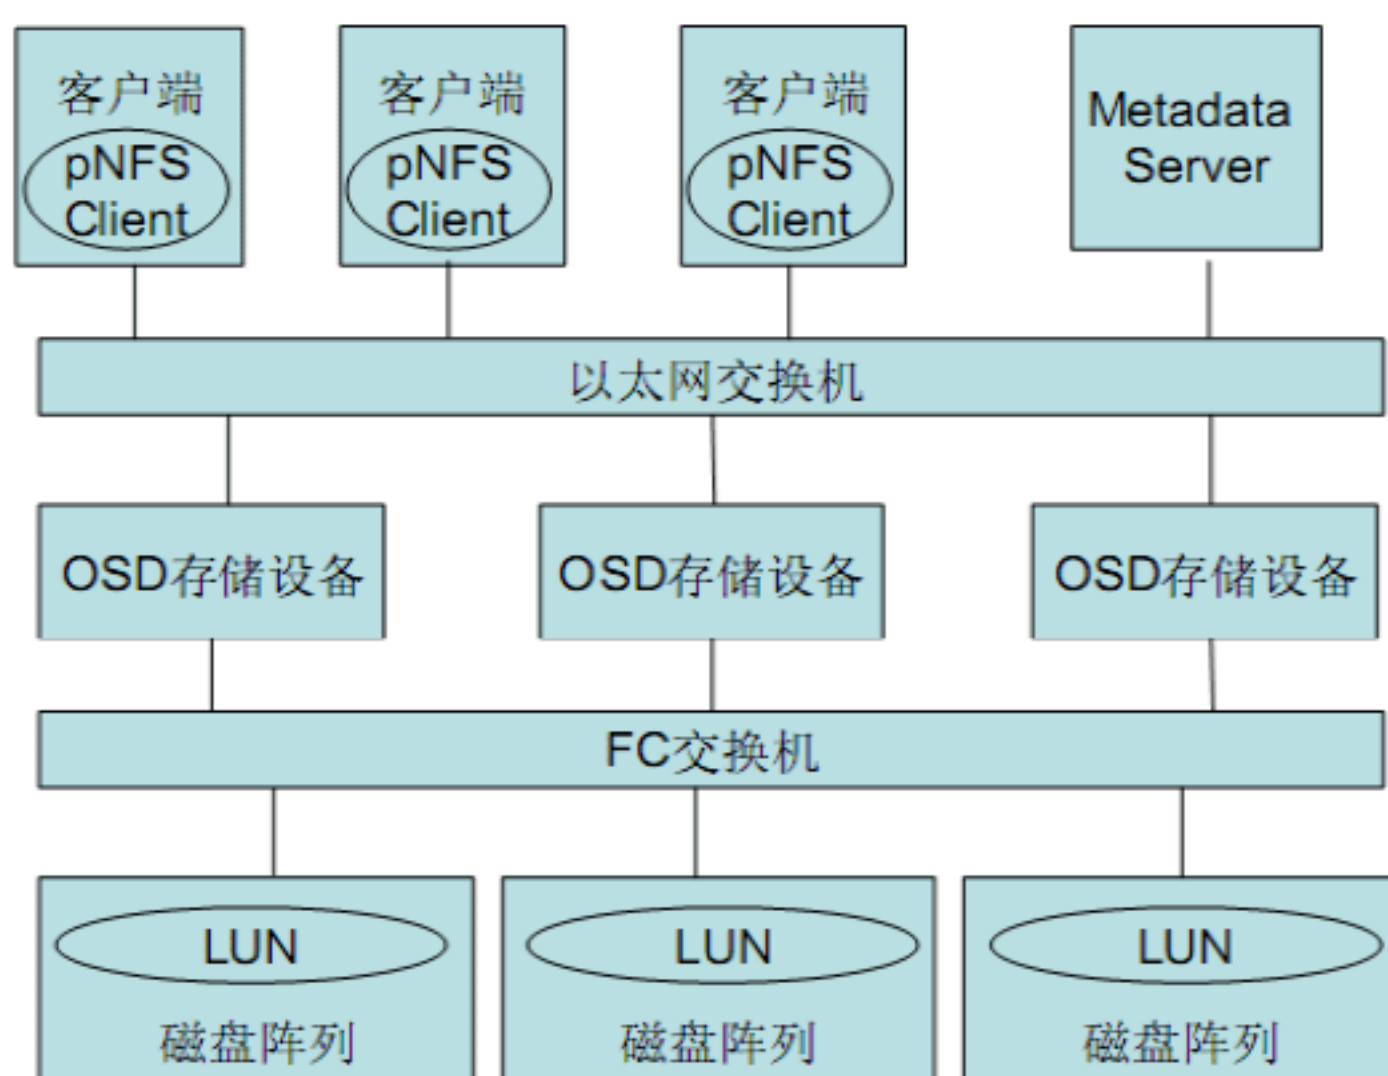 客户端
pNFS
Client
客户端
pNFS
Client
客户端
pNFS
Client
Metadata
Server
以太网交换机
OSD存储设备
OSD存储设备
OSD存储设备
FC交换机
LUN
磁盘阵列
LUN
磁盘阵列
LUN
磁盘阵列